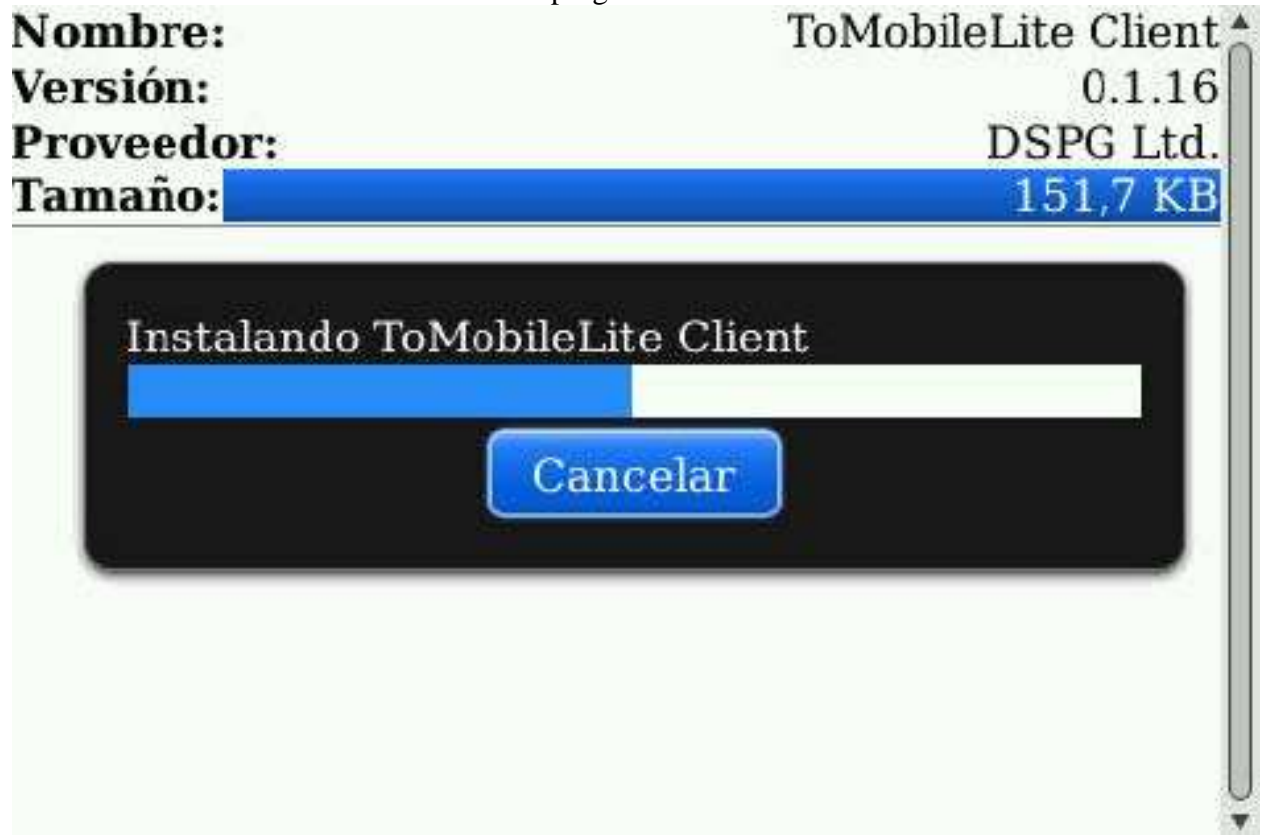 Nombre: ToMobileLite Client
Versión: 0.1.16
Proveedor: DSPG Ltd.
Tamaño: 151,7 KB
Instalando ToMobileLite Client
Cancelar